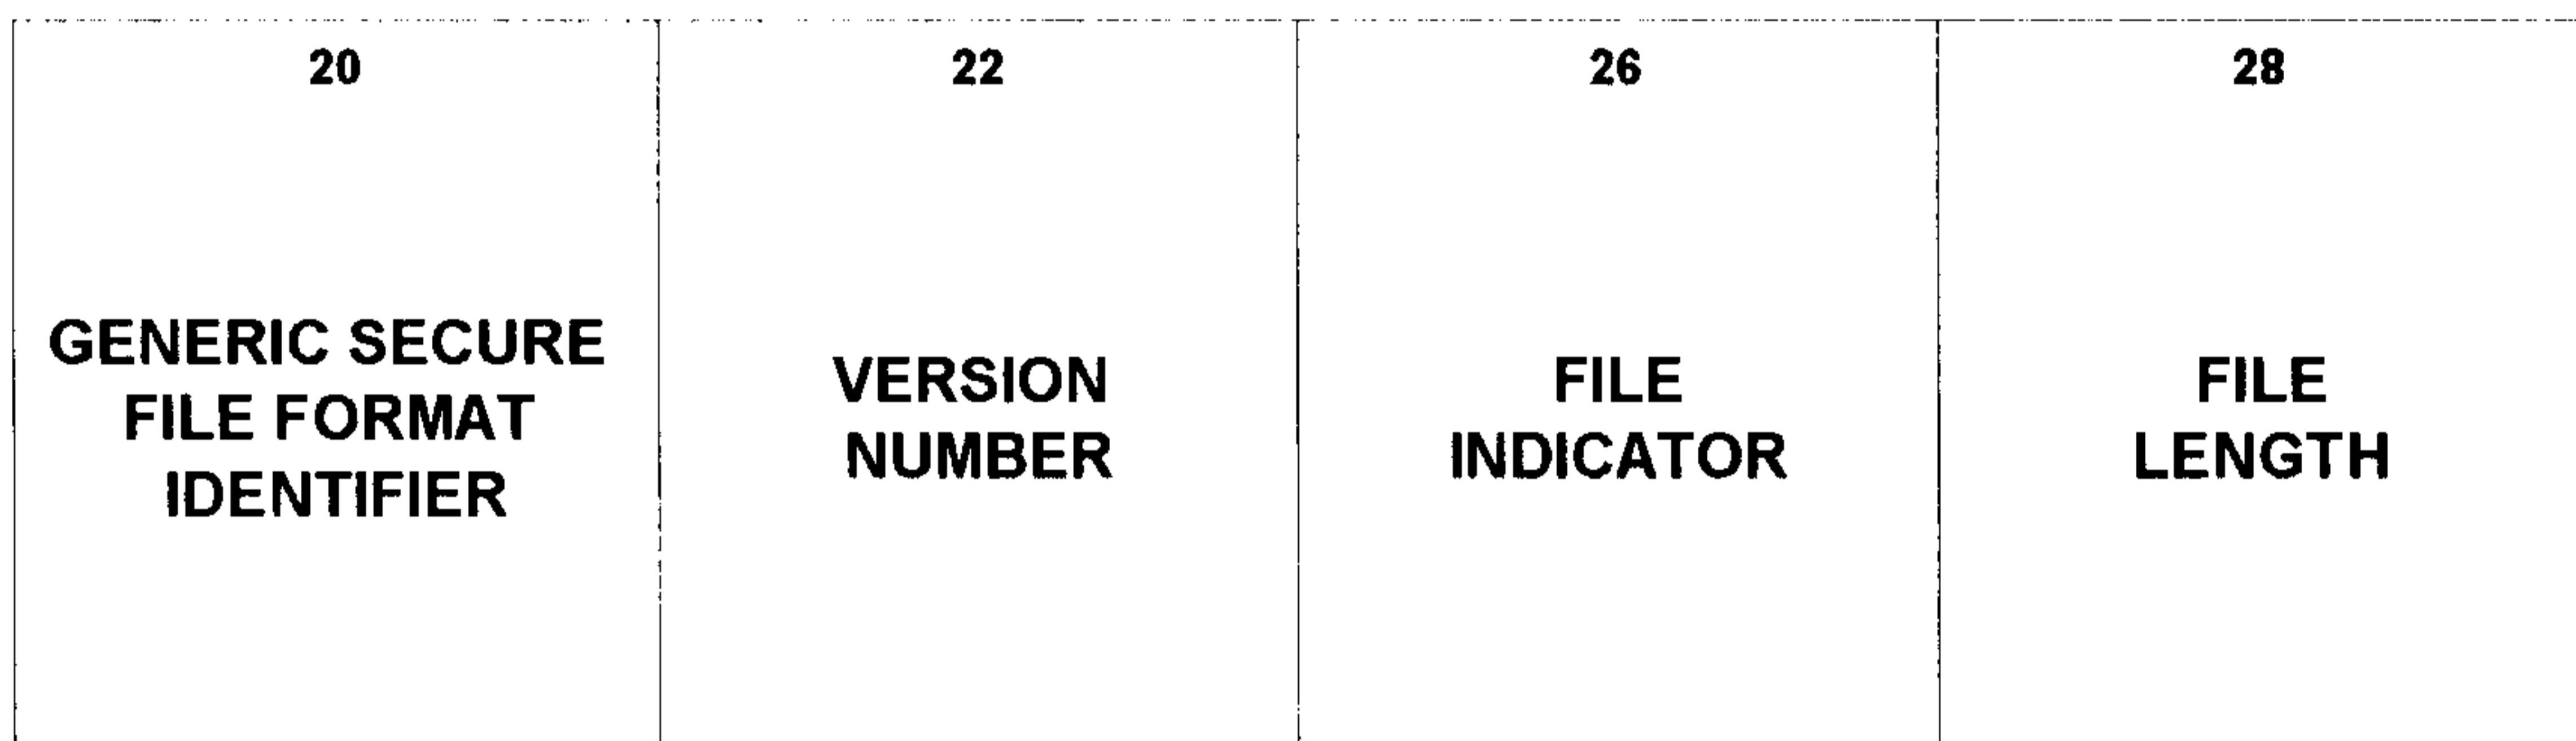 20
GENERIC SECURE
FILE FORMAT
IDENTIFIER
22
VERSION
NUMBER
26
FILE
INDICATOR
28
FILE
LENGTH